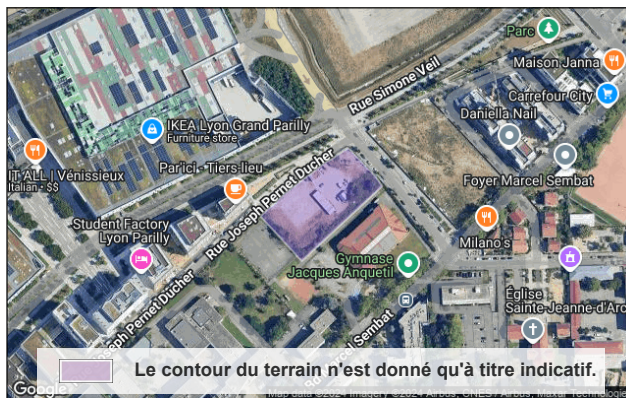 Parc
Maison Janna
Rue Simone Veil
Carrefour City
Daniella Nail
IKEA Lyon Grand Parilly
Furniture store
IT ALL | Vénissieux
Italian · $$
Par'ici - Tiers lieu
Foyer Marcel Sembat
Rue Joseph Pernet Ducher
Student Factory
Lyon Parilly
Milano's
Gymnase
Jacques Anquetil
Église
Sainte-Jeanne-d'Arc
Joseph Pernet Ducher
Marcel Sembat
Le contour du terrain n'est donné qu'à titre indicatif.
Google
Map data ©2024 Imagery ©2024 Airbus, CNES / Airbus, Maxar Technologies